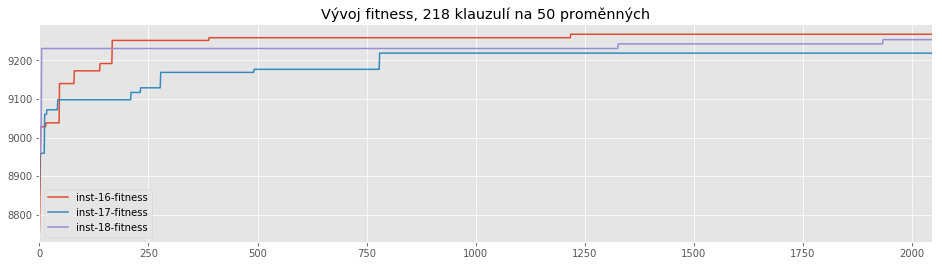 Vývoj fitness, 218 klauzulí na 50 proměnných
9200
9100
9000
8900
8800
inst-16-fitness
inst-17-fitness
inst-18-fitness
0 250 500 750 1000 1250 1500 1750 2000